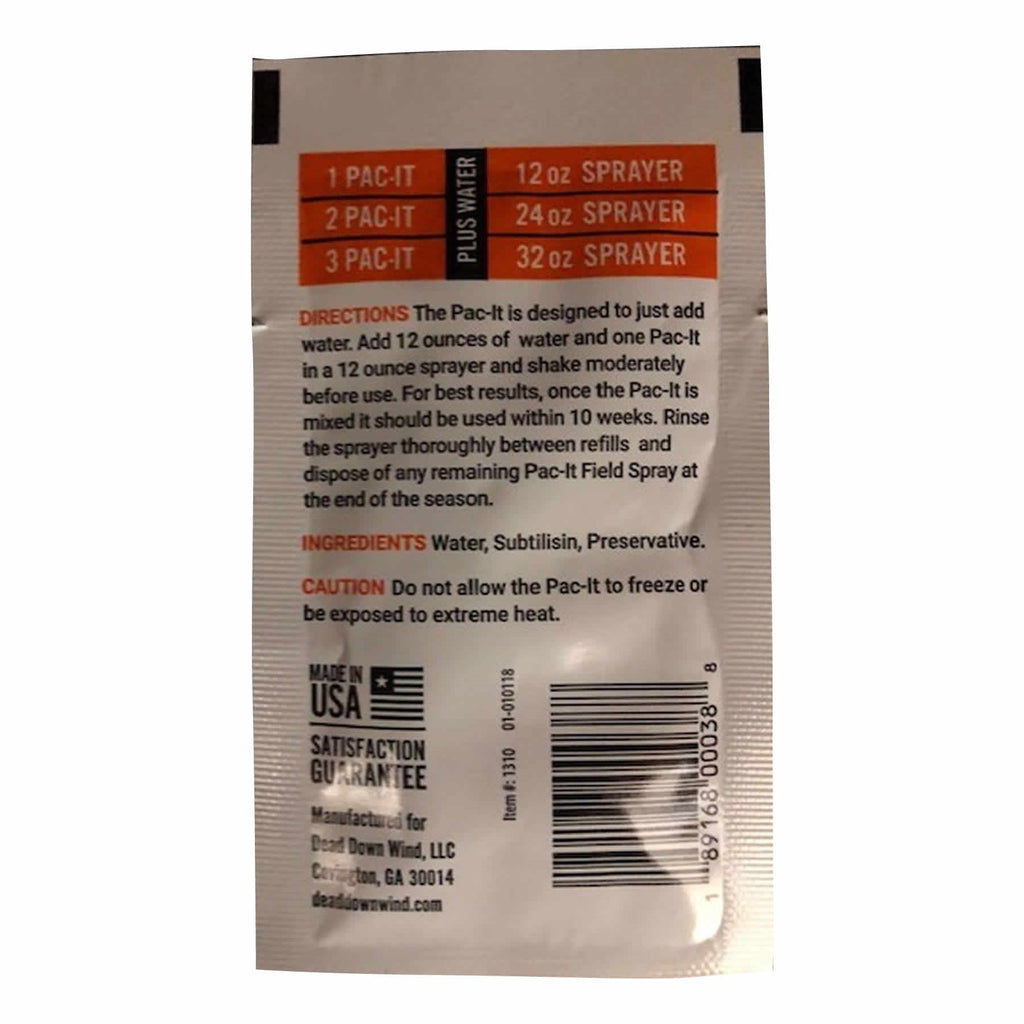 1 PAC-IT PLUS WATER 12 oz SPRAYER
2 PAC-IT 24 oz SPRAYER
3 PAC-IT 32 oz SPRAYER
DIRECTIONS The Pac-It is designed to just add
water. Add 12 ounces of water and one Pac-It
in a 12 ounce sprayer and shake moderately
before use. For best results, once the Pac-It is
mixed it should be used within 10 weeks. Rinse
the sprayer thoroughly between refills and
dispose of any remaining Pac-It Field Spray at
the end of the season.
INGREDIENTS Water, Subtilisin, Preservative.
CAUTION Do not allow the Pac-It to freeze or
be exposed to extreme heat.
MADE IN
USA
SATISFACTION
GUARANTEE
Manufactured for
Dead Down Wind, LLC
Covington, GA 30014
deaddownwind.com
Item #: 1310 01-010118
1 89168 00038 8